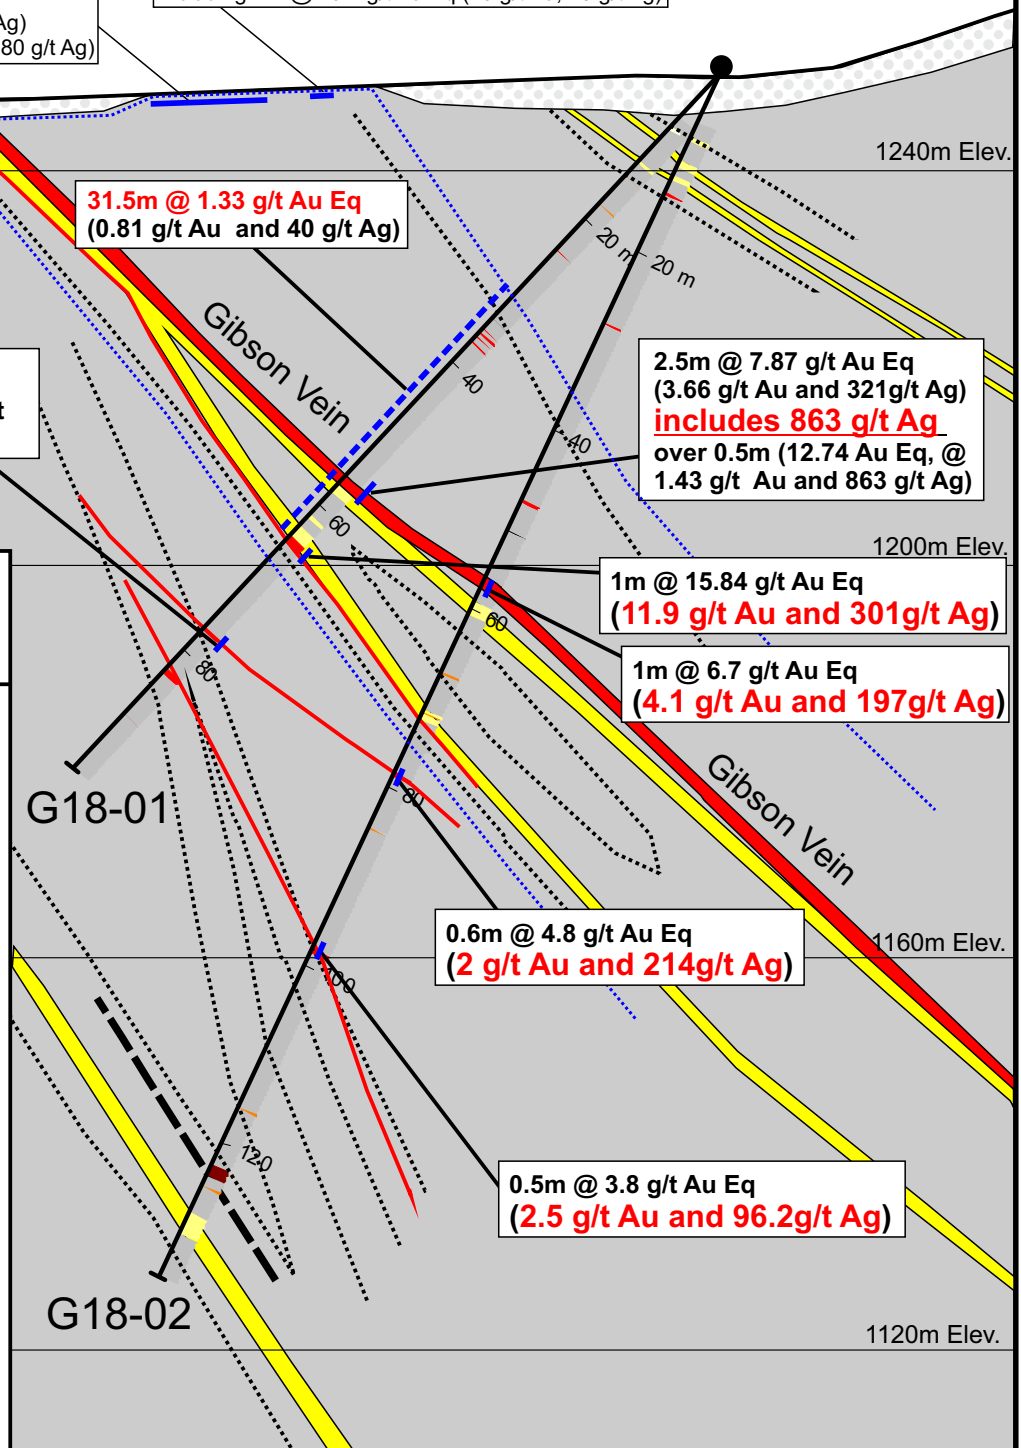 Ag)
80 g/t Ag)
1240m Elev.
31.5m @ 1.33 g/t Au Eq
(0.81 g/t Au and 40 g/t Ag)
20 m
20 m
Gibson Vein
40
t
2.5m @ 7.87 g/t Au Eq
(3.66 g/t Au and 321g/t Ag)
includes 863 g/t Ag
over 0.5m (12.74 Au Eq, @
1.43 g/t Au and 863 g/t Ag)
40
60
1200m Elev.
1m @ 15.84 g/t Au Eq
(11.9 g/t Au and 301g/t Ag)
60
1m @ 6.7 g/t Au Eq
(4.1 g/t Au and 197g/t Ag)
80
G18-01
Gibson Vein
80
0.6m @ 4.8 g/t Au Eq
(2 g/t Au and 214g/t Ag)
1160m Elev.
100
120
0.5m @ 3.8 g/t Au Eq
(2.5 g/t Au and 96.2g/t Ag)
G18-02
1120m Elev.